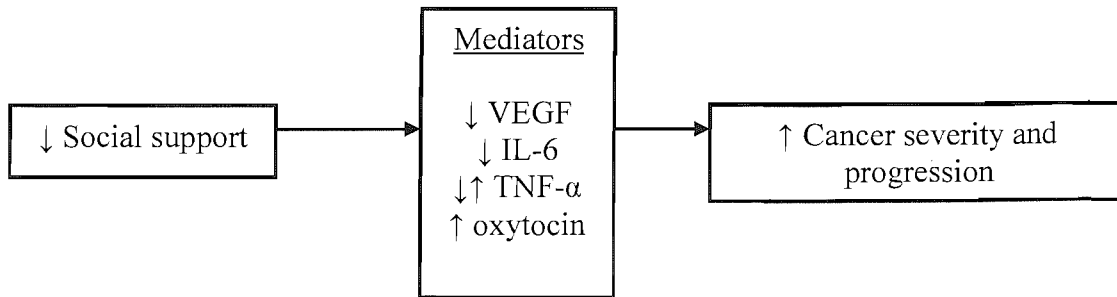 ↓ Social support
Mediators
↓ VEGF
↓ IL-6
↓↑ TNF-α
↑ oxytocin
↑ Cancer severity and
progression